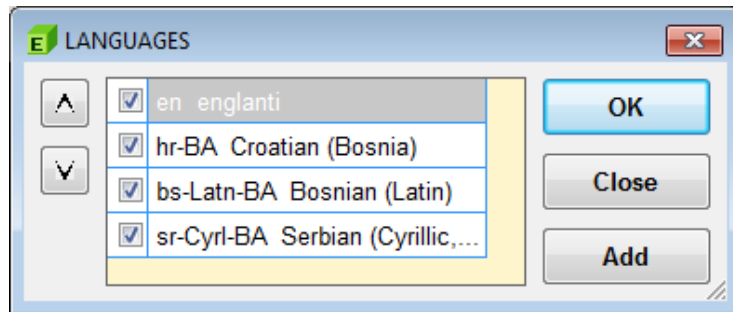 E LANGUAGES
en englanti
hr-BA Croatian (Bosnia)
bs-Latn-BA Bosnian (Latin)
sr-Cyrl-BA Serbian (Cyrillic,...
OK
Close
Add